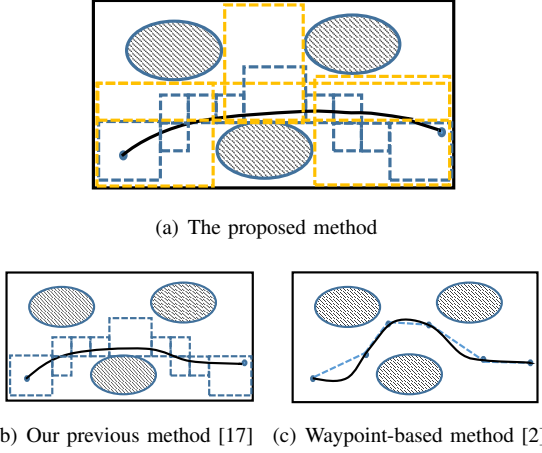 (a) The proposed method
b) Our previous method [17]
(c) Waypoint-based method [2]